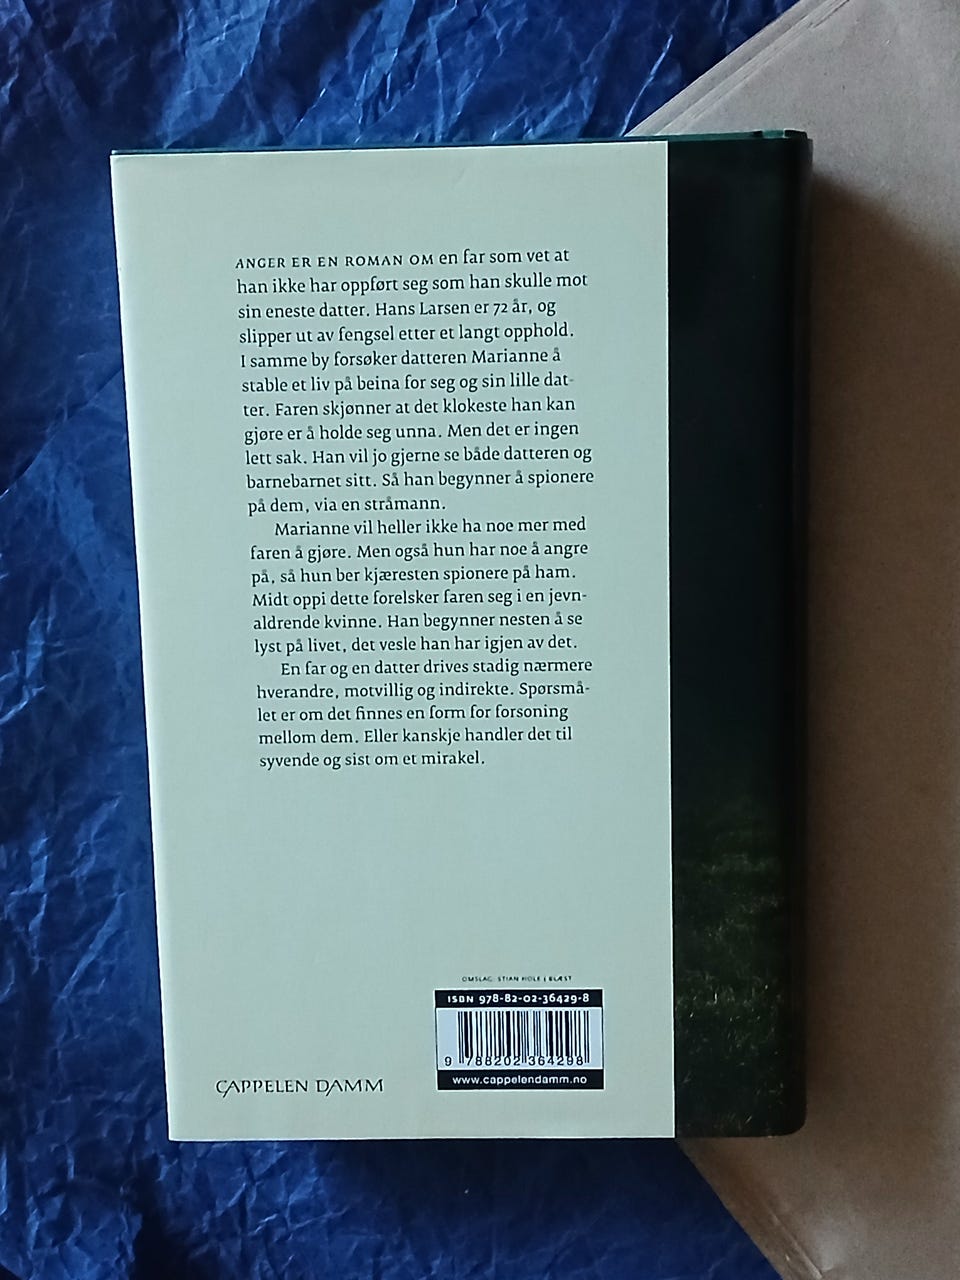 ANGER ER EN ROMAN OM en far som vet at
han ikke har oppført seg som han skulle mot
sin eneste datter. Hans Larsen er 72 år, og
slipper ut av fengsel etter et langt opphold.
I samme by forsøker datteren Marianne å
stable et liv på beina for seg og sin lille dat-
ter. Faren skjønner at det klokeste han kan
gjøre er å holde seg unna. Men det er ingen
lett sak. Han vil jo gjerne se både datteren og
barnebarnet sitt. Så han begynner å spionere
på dem, via en stråmann.
Marianne vil heller ikke ha noe mer med
faren å gjøre. Men også hun har noe å angre
på, så hun ber kjæresten spionere på ham.
Midt oppi dette forelsker faren seg i en jevn-
aldrende kvinne. Han begynner nesten å se
lyst på livet, det vesle han har igjen av det.
En far og en datter drives stadig nærmere
hverandre, motvillig og indirekte. Spørsmå-
let er om det finnes en form for forsoning
mellom dem. Eller kanskje handler det til
syvende og sist om et mirakel.
OMSLAG: STIAN HOLE | BLÆST
ISBN 978-82-02-36429-8
9 788202 364298
www.cappelendamm.no
CAPPELEN DAMM